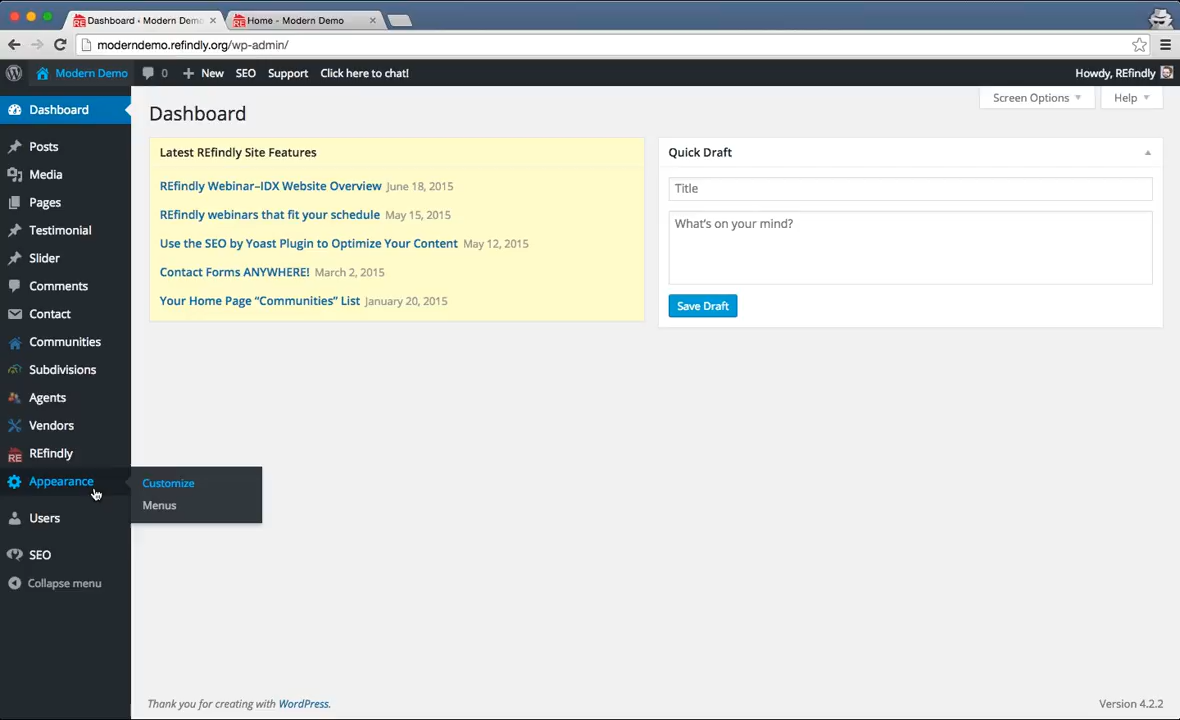 Dashboard ‹ Modern Demo
Home - Modern Demo
moderndemo.refindly.org/wp-admin/
Modern Demo
0
New
SEO
Support
Click here to chat!
Howdy, REfindly
Dashboard
Posts
Media
Pages
Testimonial
Slider
Comments
Contact
Communities
Subdivisions
Agents
Vendors
RE
REfindly
Appearance
Customize
Menus
Users
SEO
Collapse menu
Screen Options
Help
Dashboard
Latest REfindly Site Features
REfindly Webinar–IDX Website Overview June 18, 2015
REfindly webinars that fit your schedule May 15, 2015
Use the SEO by Yoast Plugin to Optimize Your Content May 12, 2015
Contact Forms ANYWHERE! March 2, 2015
Your Home Page “Communities” List January 20, 2015
Quick Draft
Title
What's on your mind?
Save Draft
Thank you for creating with WordPress.
Version 4.2.2